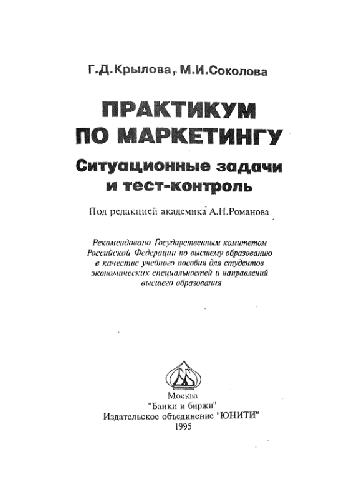 Г.Д.Крылова, М.И.Соколова
ПРАКТИКУМ
ПО МАРКЕТИНГУ
Ситуационные задачи
и тест-контроль
Под редакцией академика А.Н.Романова
Рекомендовано Государственным комитетом
Российской Федерации по высшему образованию
в качестве учебного пособия для студентов
экономических специальностей и направлений
высшего образования
Москва
"Банки и биржи"
Издательское объединение "ЮНИТИ"
1995